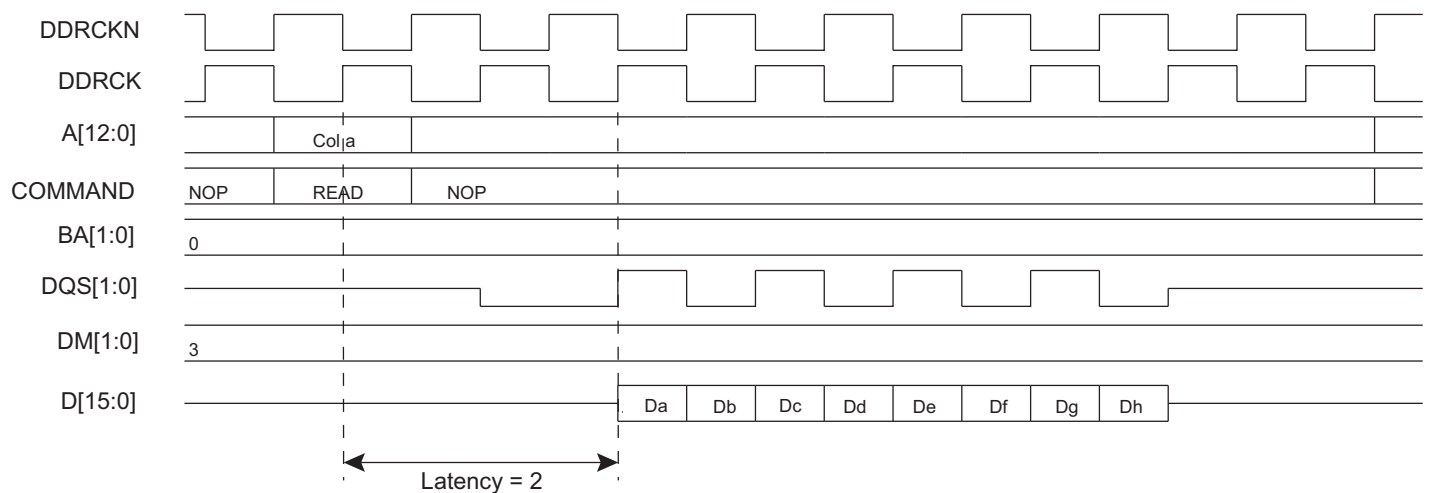 DDRCKN
DDRCK
A[12:0] Col a
COMMAND NOP READ NOP
BA[1:0] 0
DQS[1:0]
DM[1:0] 3
D[15:0] Da Db Dc Dd De Df Dg Dh
Latency = 2